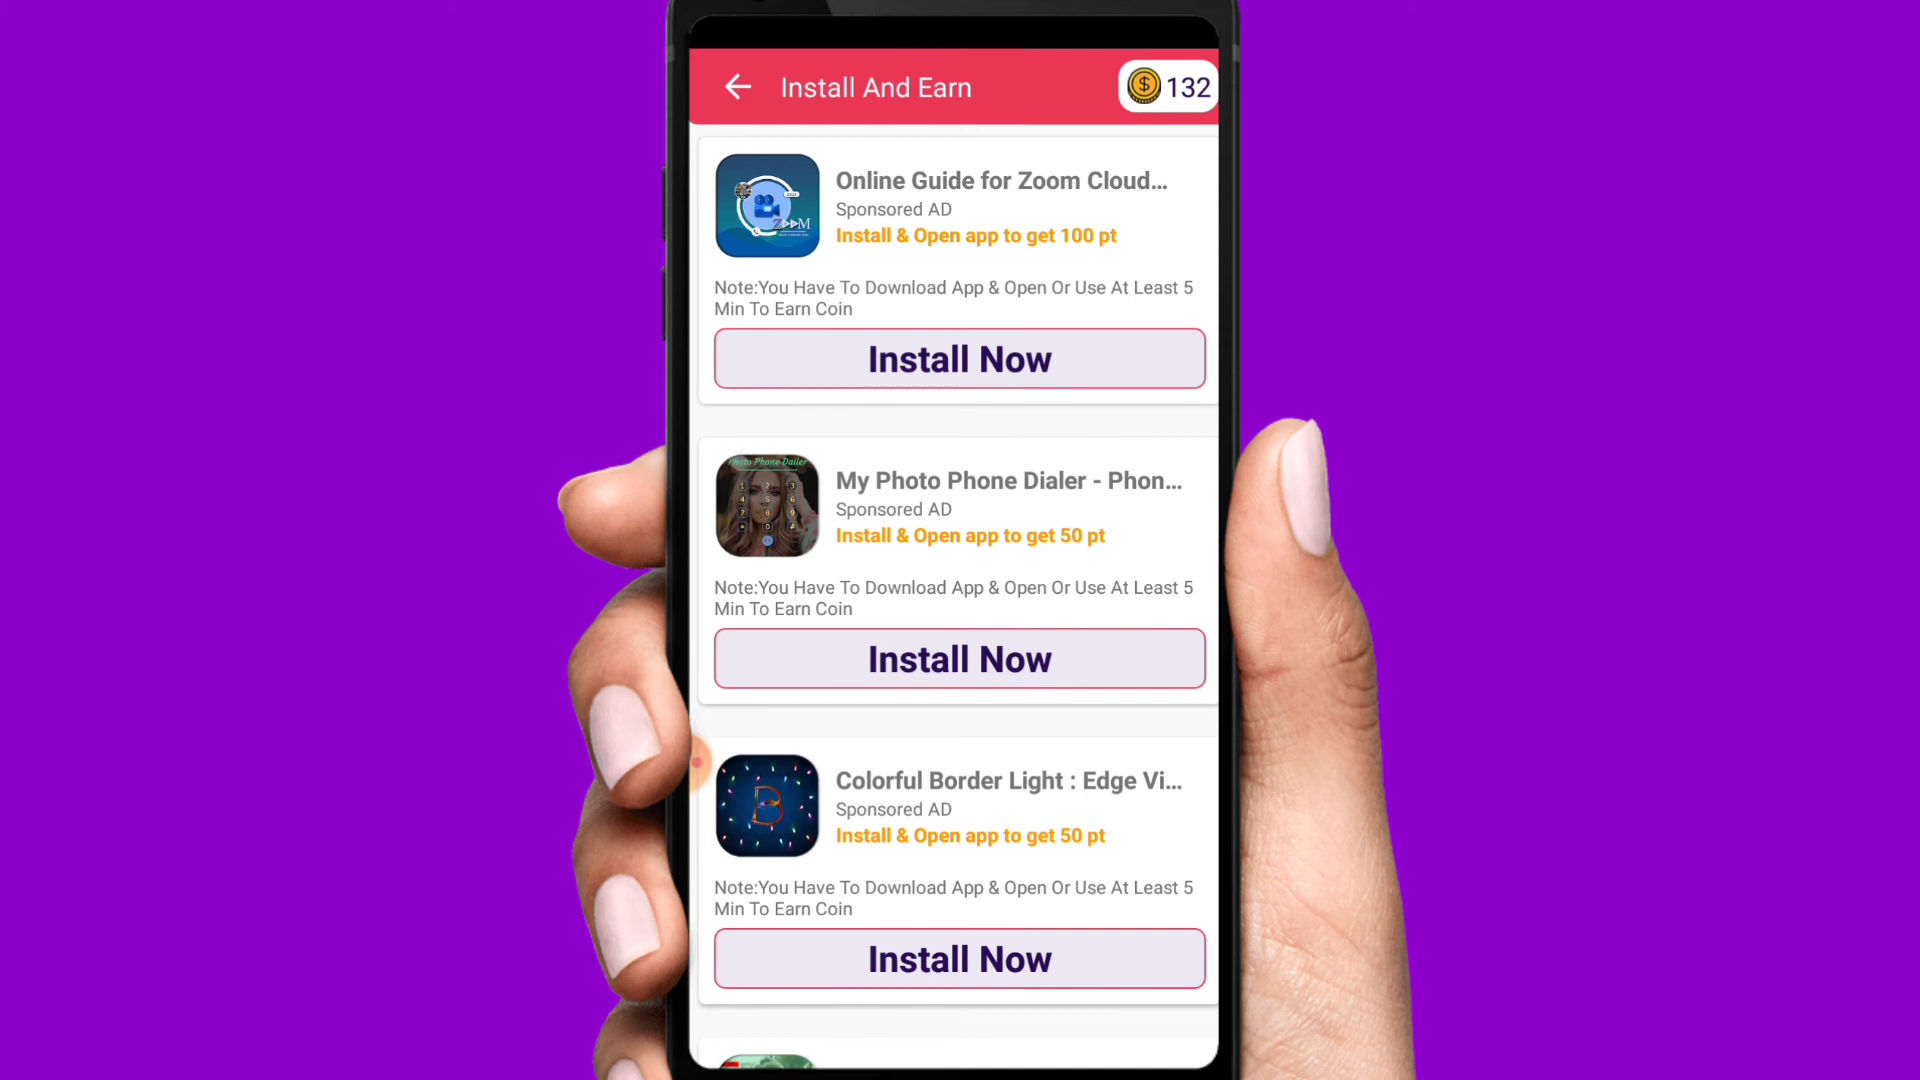 Install And Earn
132
Online Guide for Zoom Cloud...
Sponsored AD
Install & Open app to get 100 pt
Note:You Have To Download App & Open Or Use At Least 5
Min To Earn Coin
Install Now
Photo Phone Dailer
My Photo Phone Dialer - Phon...
Sponsored AD
Install & Open app to get 50 pt
Note:You Have To Download App & Open Or Use At Least 5
Min To Earn Coin
Install Now
B
Colorful Border Light : Edge Vi...
Sponsored AD
Install & Open app to get 50 pt
Note:You Have To Download App & Open Or Use At Least 5
Min To Earn Coin
Install Now